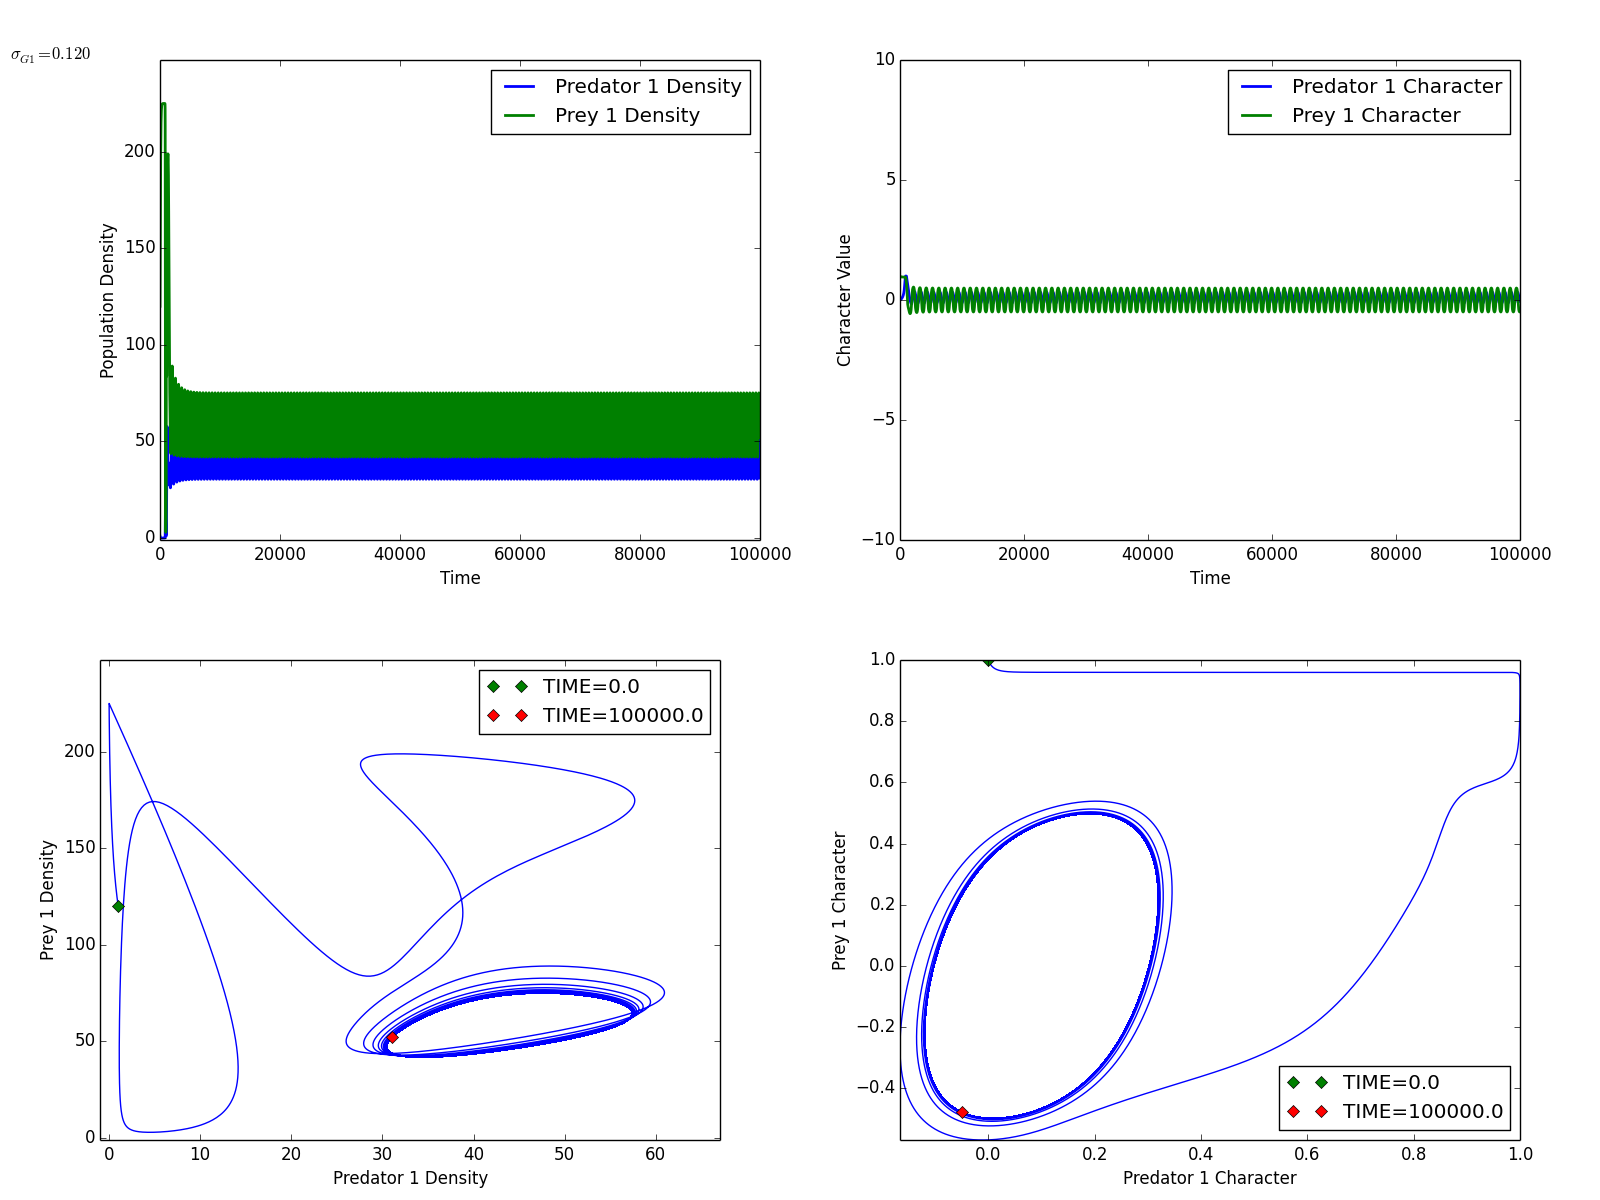 σG1=0.120
Predator 1 Density
Prey 1 Density
200
150
100
50
0
Population Density
0 20000 40000 60000 80000 100000
Time
Predator 1 Character
Prey 1 Character
10
5
0
−5
−10
Character Value
0 20000 40000 60000 80000 100000
Time
TIME=0.0
TIME=100000.0
200
150
100
50
0
Prey 1 Density
0 10 20 30 40 50 60
Predator 1 Density
1.0
0.8
0.6
0.4
0.2
0.0
−0.2
−0.4
Prey 1 Character
TIME=0.0
TIME=100000.0
0.0 0.2 0.4 0.6 0.8 1.0
Predator 1 Character